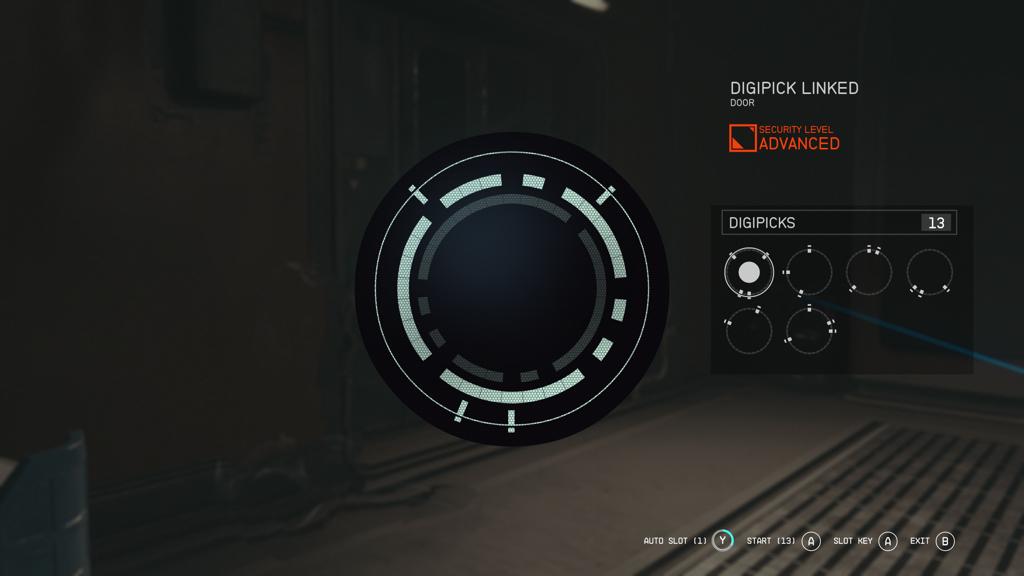 DIGIPICK LINKED
DOOR
SECURITY LEVEL
ADVANCED
DIGIPICKS 13
AUTO SLOT (1) Y START (13) A SLOT KEY A EXIT B